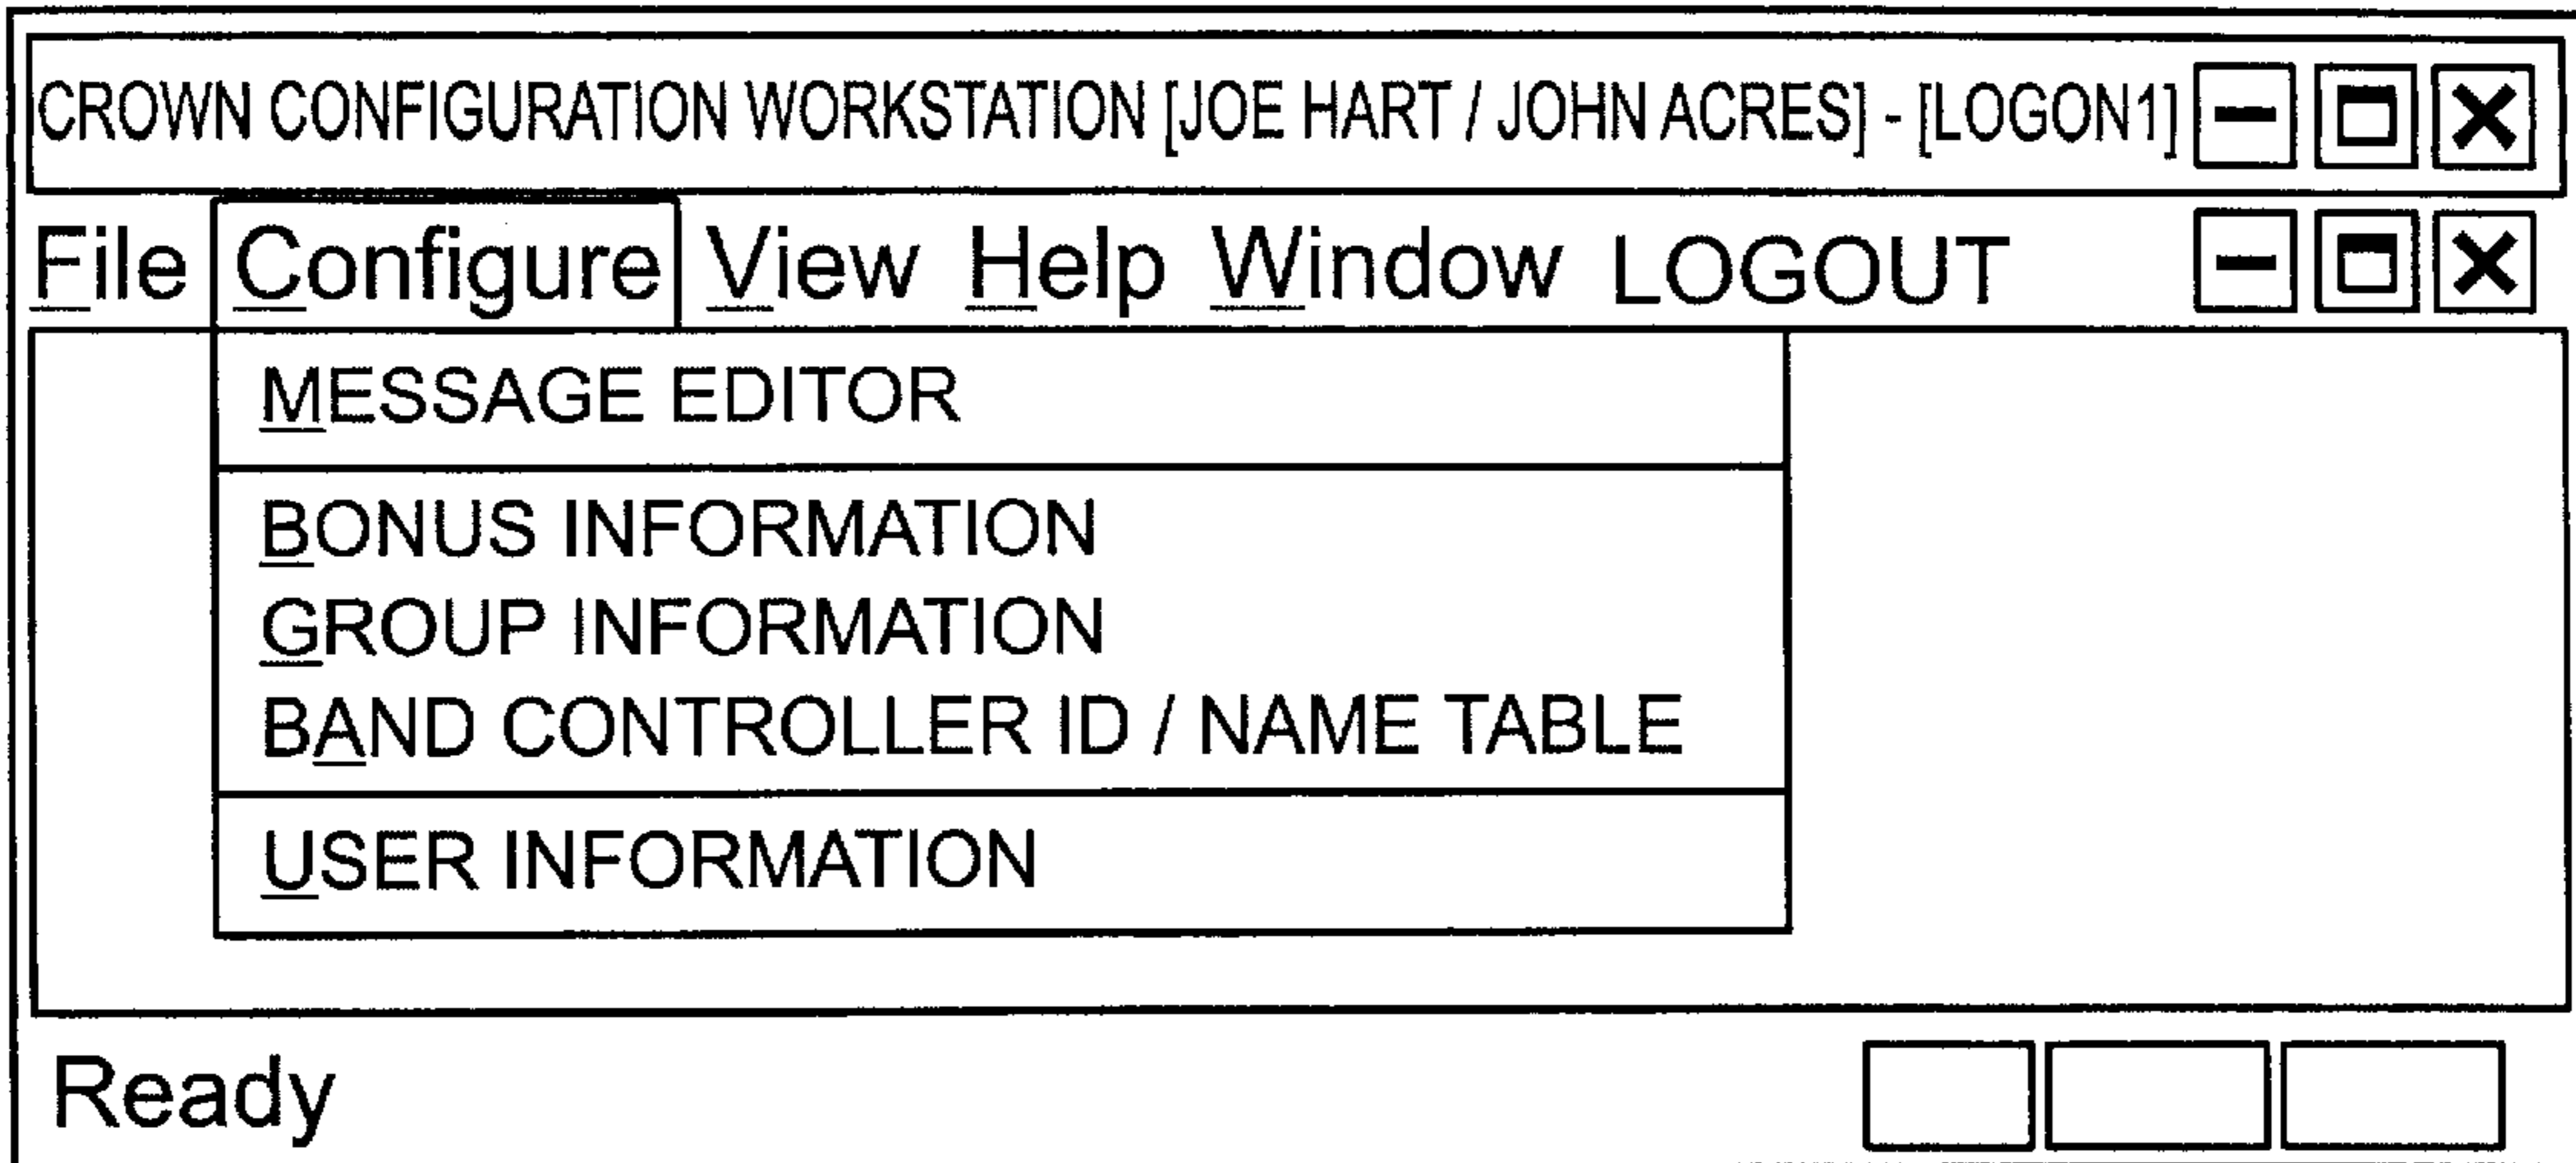 CROWN CONFIGURATION WORKSTATION [JOE HART / JOHN ACRES] - [LOGON1]
File Configure View Help Window LOGOUT
MESSAGE EDITOR
BONUS INFORMATION
GROUP INFORMATION
BAND CONTROLLER ID / NAME TABLE
USER INFORMATION
Ready